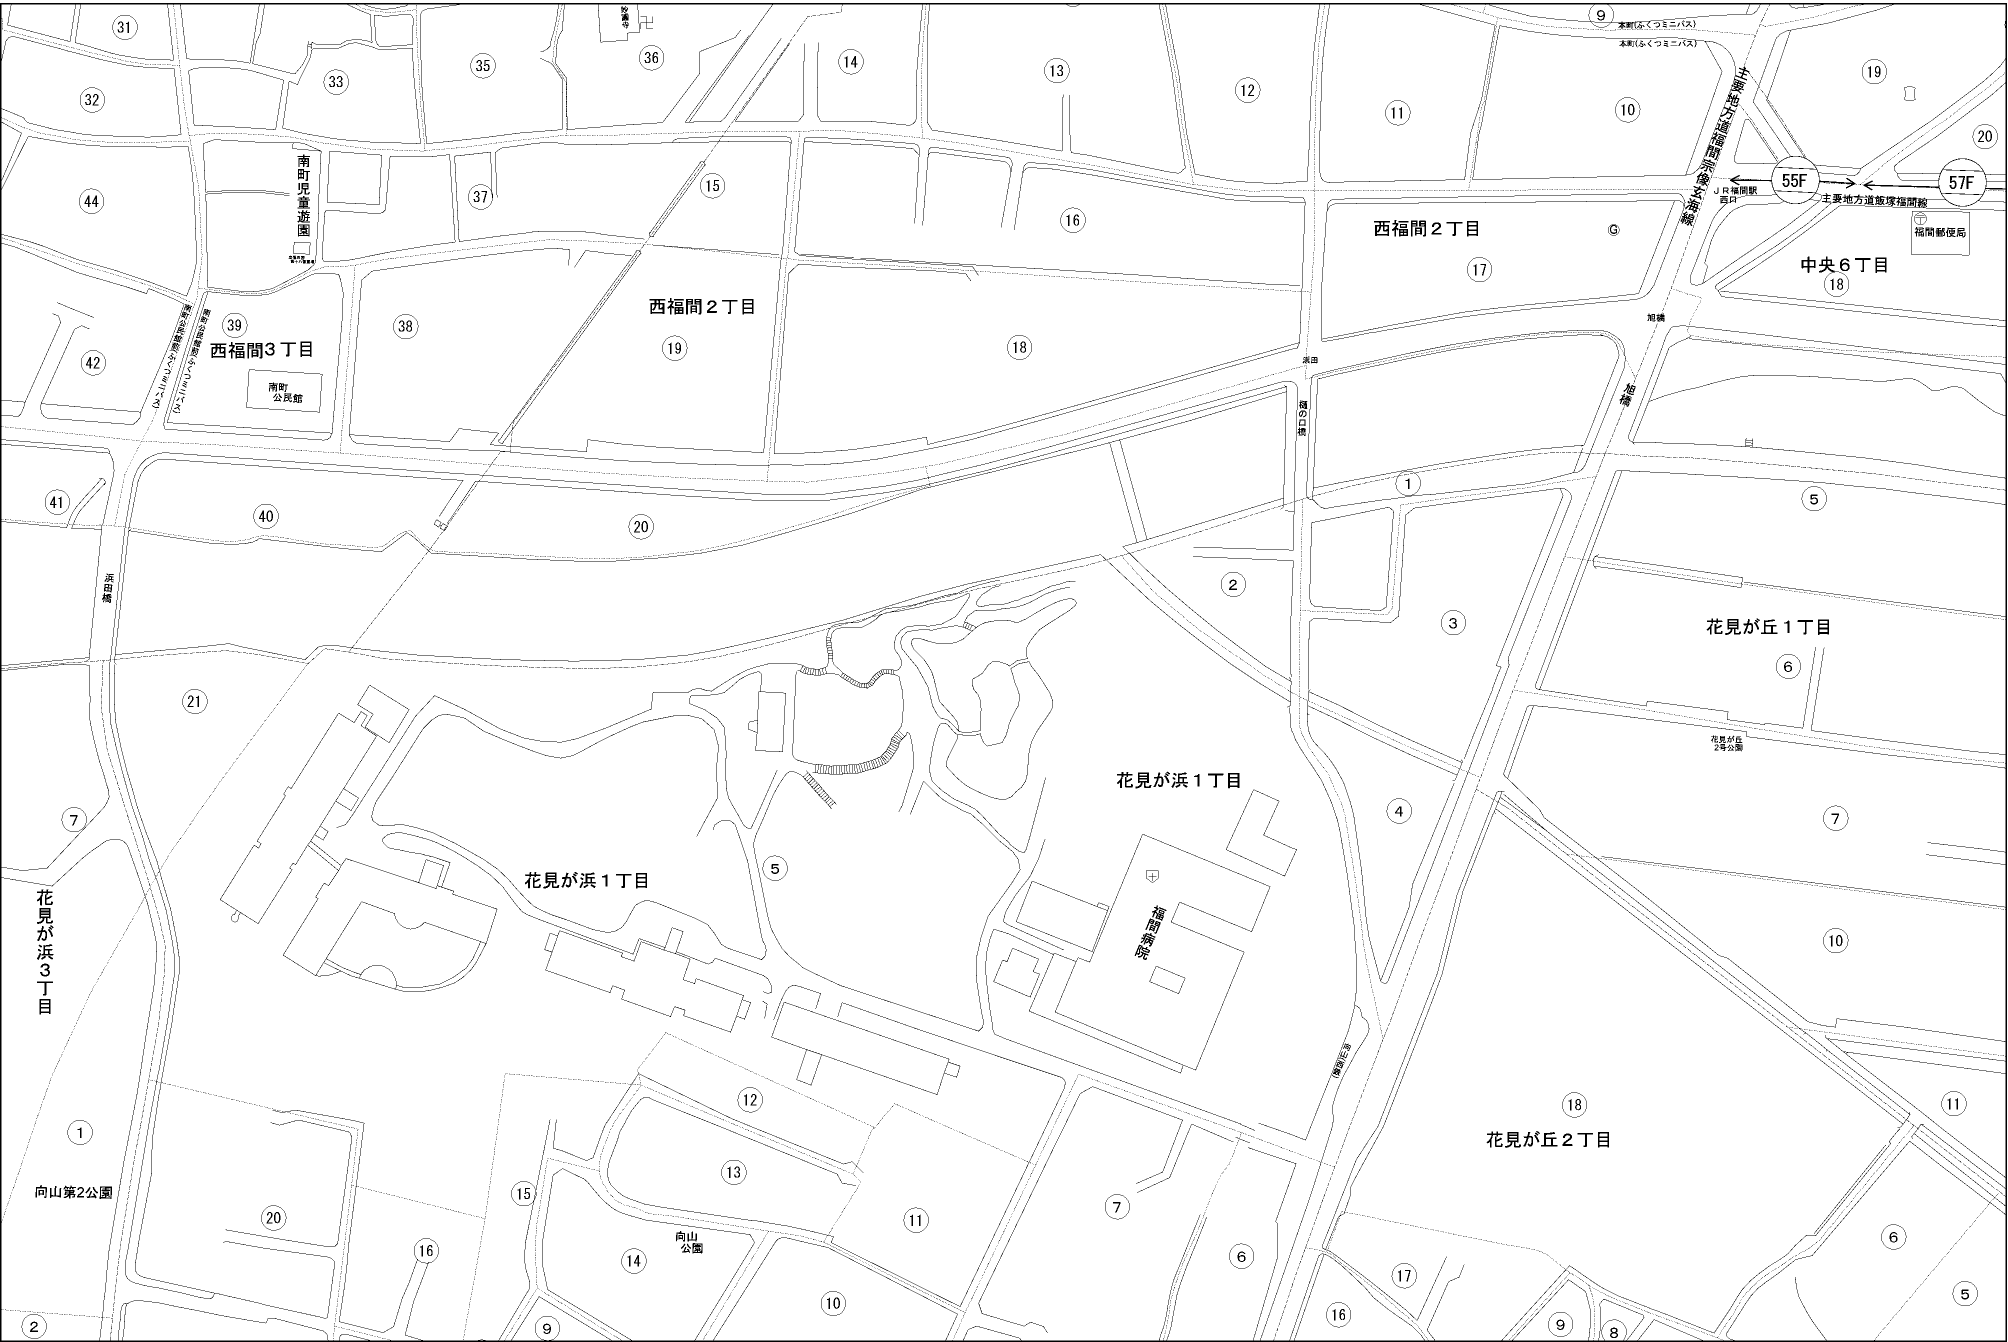 31
32
33
35
妙圓寺
36
14
13
12
11
10
9
本町(ふくつミニバス)
本町(ふくつミニバス)
主要地方道福間宗像玄海線
19
20
44
南町児童遊園
37
15
16
西福間２丁目
G
17
JR福間駅
西口
55F
57F
主要地方道飯塚福間線
福間郵便局
中央６丁目
18
旭橋
旭橋
39
西福間３丁目
38
西福間２丁目
19
18
浜田
樋の口橋
42
南町
公民館
41
40
20
浜田橋
1
2
3
4
5
花見が丘１丁目
6
花見が丘
2号公園
7
10
11
21
7
花見が浜３丁目
花見が浜１丁目
5
花見が浜１丁目
福間病院
18
花見が丘２丁目
1
向山第2公園
2
20
16
15
12
13
向山
公園
14
11
10
9
7
6
17
16
9
8
6
5